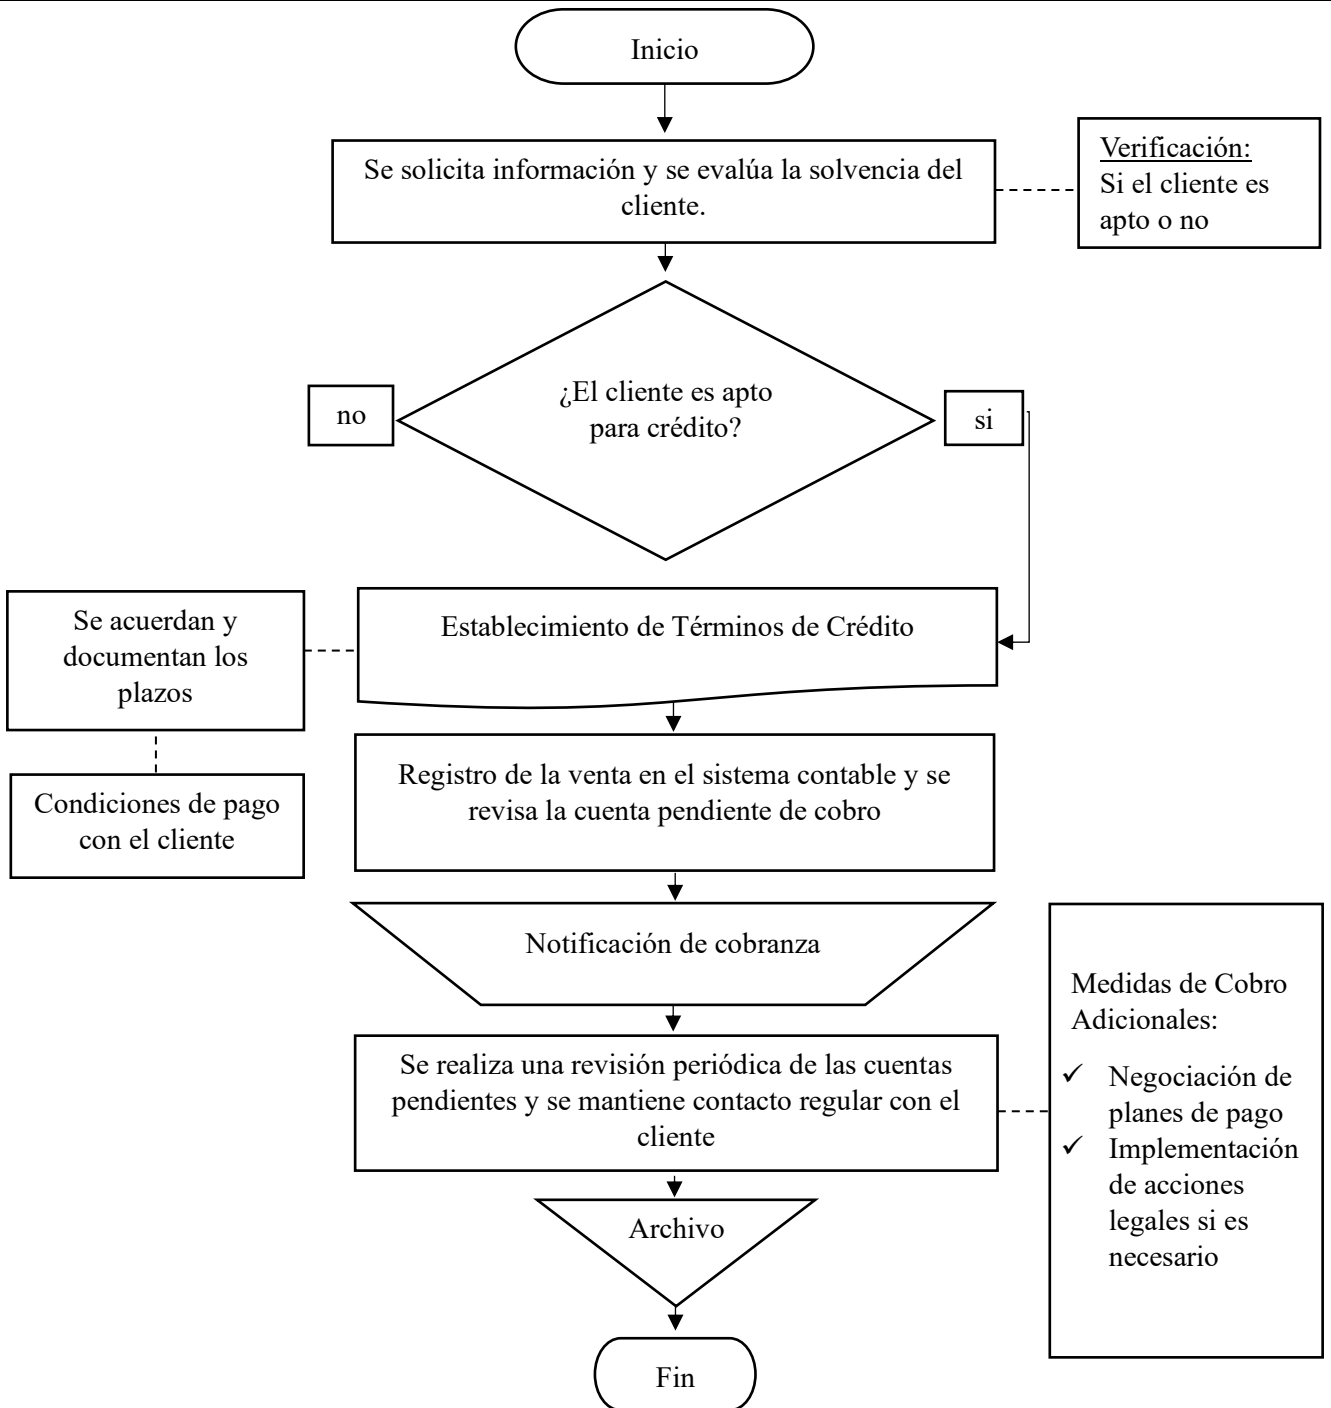 Inicio
Se solicita información y se evalúa la solvencia del
cliente.
Verificación:
Si el cliente es
apto o no
¿El cliente es apto
para crédito?
no
si
Establecimiento de Términos de Crédito
Se acuerdan y
documentan los
plazos
Condiciones de pago
con el cliente
Registro de la venta en el sistema contable y se
revisa la cuenta pendiente de cobro
Notificación de cobranza
Se realiza una revisión periódica de las cuentas
pendientes y se mantiene contacto regular con el
cliente
Medidas de Cobro
Adicionales:
✓ Negociación de
planes de pago
✓ Implementación
de acciones
legales si es
necesario
Archivo
Fin